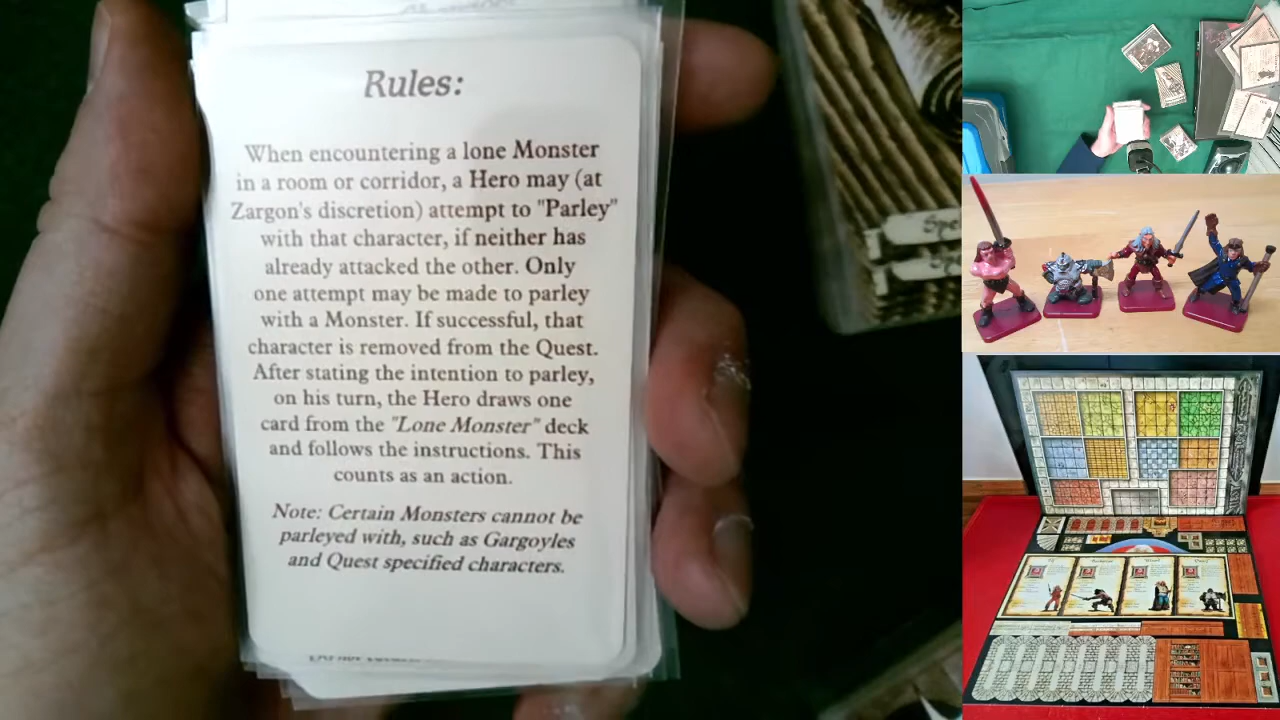 Rules:
When encountering a lone Monster
in a room or corridor, a Hero may (at
Zargon's discretion) attempt to "Parley"
with that character, if neither has
already attacked the other. Only
one attempt may be made to parley
with a Monster. If successful, that
character is removed from the Quest.
After stating the intention to parley,
on his turn, the Hero draws one
card from the "Lone Monster" deck
and follows the instructions. This
counts as an action.
Note: Certain Monsters cannot be
parleyed with, such as Gargoyles
and Quest specified characters.